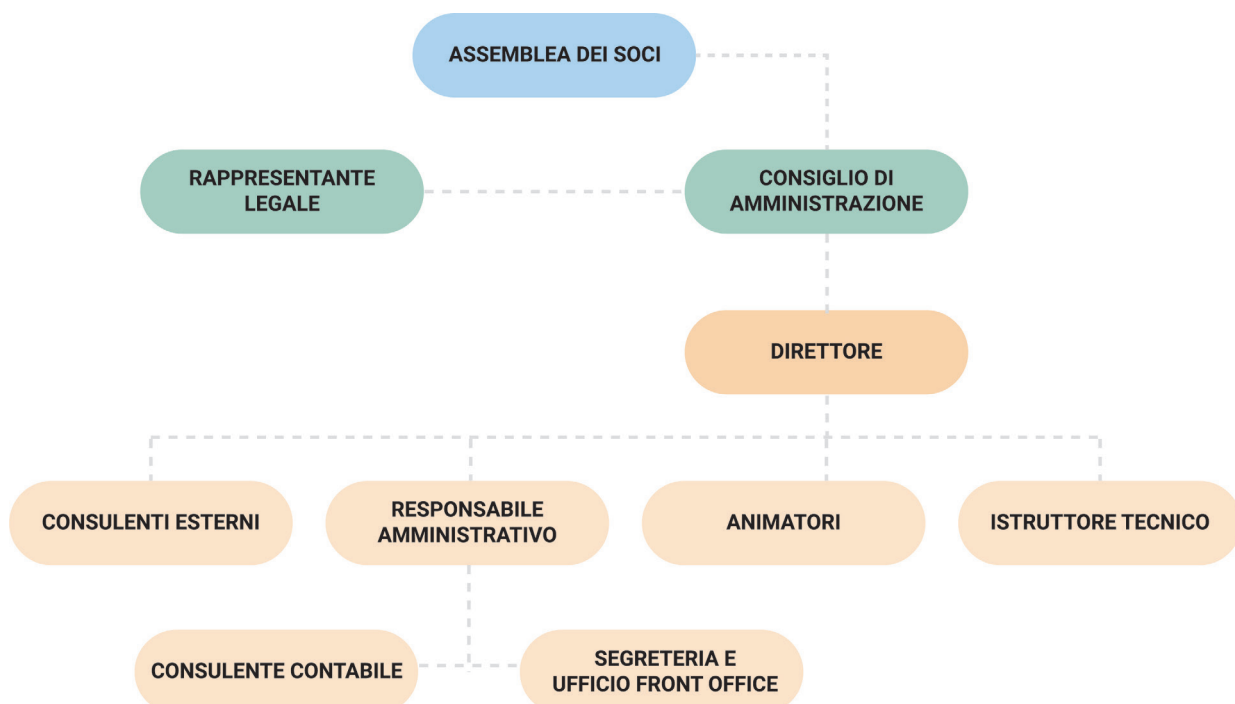 ASSEMBLEA DEI SOCI
RAPPRESENTANTE
LEGALE
CONSIGLIO DI
AMMINISTRAZIONE
DIRETTORE
CONSULENTI ESTERNI
RESPONSABILE
AMMINISTRATIVO
ANIMATORI
ISTRUTTORE TECNICO
CONSULENTE CONTABILE
SEGRETERIA E
UFFICIO FRONT OFFICE